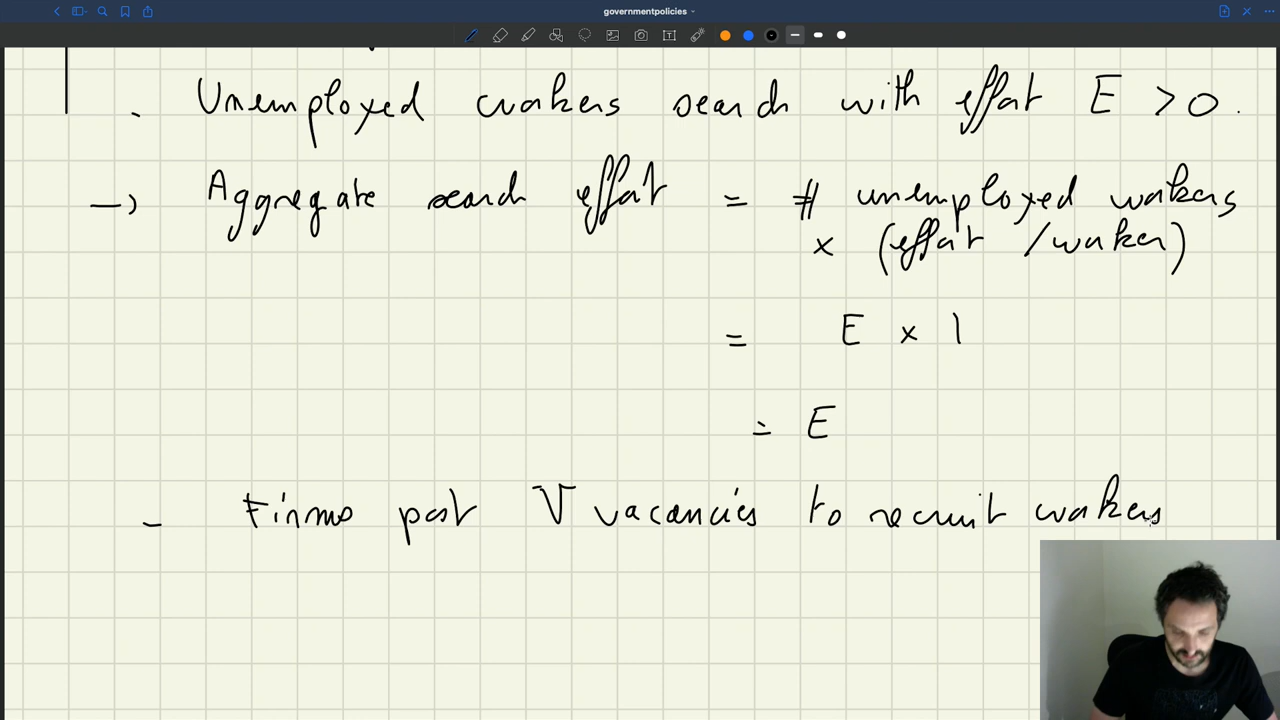 governmentpolicies
. Unemployed workers search with effort E > 0.
→ Aggregate search effort = # unemployed workers
x (effort / worker)
= E x 1
= E
- Firms post V vacancies to recruit workers